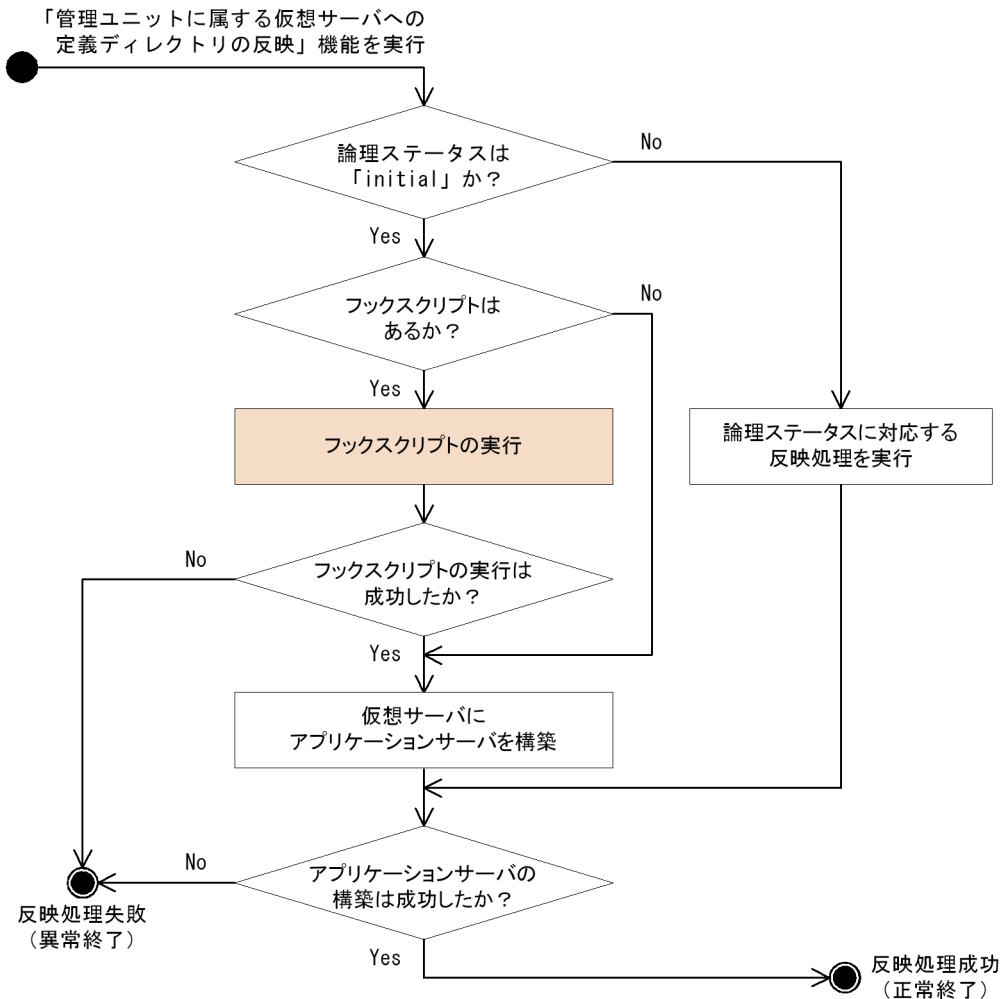 「管理ユニットに属する仮想サーバへの
定義ディレクトリの反映」機能を実行
論理ステータスは
「initial」か？
No
Yes
フックスクリプトは
あるか？
No
Yes
フックスクリプトの実行
論理ステータスに対応する
反映処理を実行
フックスクリプトの実行は
成功したか？
No
Yes
仮想サーバに
アプリケーションサーバを構築
アプリケーションサーバの
構築は成功したか？
No
反映処理失敗
（異常終了）
Yes
反映処理成功
（正常終了）